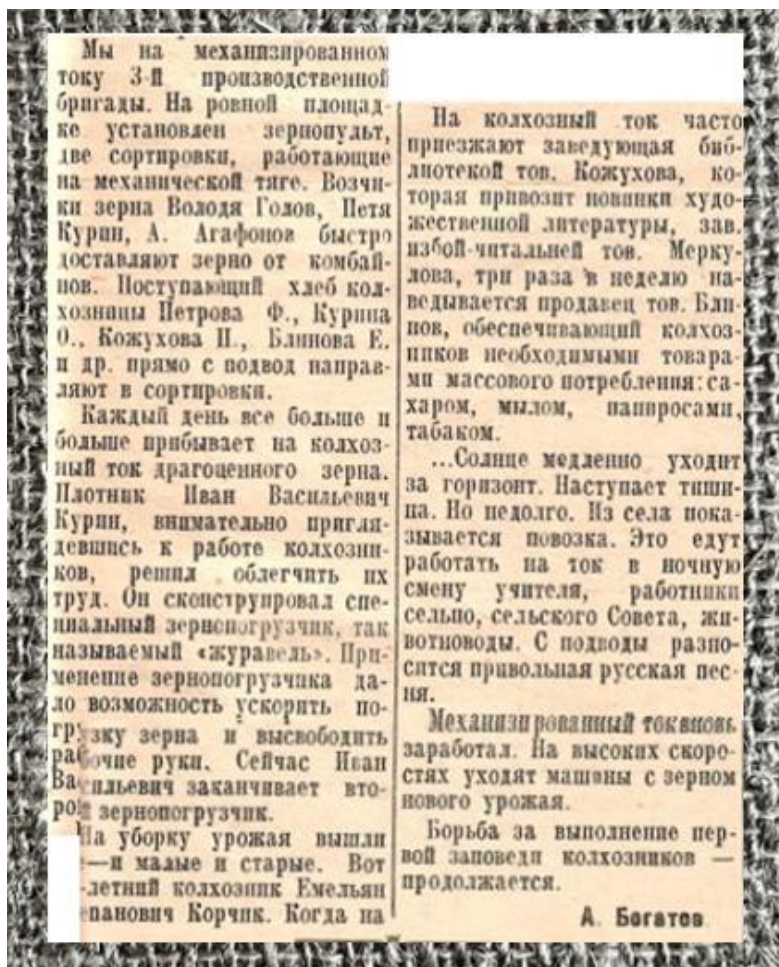 Мы на механизированном
току 3-й производственной
бригады. На ровной площад-
ке установлен зернопульт,
две сортировки, работающие
на механической тяге. Возчи-
ки зерна Володя Голов, Петя
Курин, А. Агафонов быстро
доставляют зерно от комбай-
нов. Поступающий хлеб кол-
хозницы Петрова Ф., Курина
О., Кожухова П., Блинова Е.
и др. прямо с подвод направ-
ляют в сортировки.
Каждый день все больше и
больше прибывает на колхоз-
ный ток драгоценного зерна.
Плотник Иван Васильевич
Курин, внимательно пригля-
девшись к работе колхозни-
ков, решил облегчить их
труд. Он сконструировал спе-
циальный зернопогрузчик, так
называемый «журавель». При-
менение зернопогрузчика да-
ло возможность ускорить по-
грузку зерна и высвободить
рабочие руки. Сейчас Иван
Васильевич заканчивает вто-
рой зернопогрузчик.
На уборку урожая вышли
—и малые и старые. Вот
-летний колхозник Емельян
епанович Корчик. Когда на
На колхозный ток часто
приезжают заведующая биб-
лиотекой тов. Кожухова, ко-
торая привозит новинки худо-
жественной литературы, зав.
избой-читальней тов. Мерку-
лова, три раза в неделю на-
ведывается продавец тов. Бли-
нов, обеспечивающий колхоз-
ников необходимыми товара-
ми массового потребления: са-
харом, мылом, папиросами,
табаком.
...Солнце медленно уходит
за горизонт. Наступает тиши-
на. Но недолго. Из села пока-
зывается повозка. Это едут
работать на ток в ночную
смену учителя, работники
сельпо, сельского Совета, жи-
вотноводы. С подводы разно-
сится привольная русская пес-
ня.
Механизированный ток вновь
заработал. На высоких скоро-
стях уходят машины с зерном
нового урожая.
Борьба за выполнение пер-
вой заповеди колхозников —
продолжается.
А. Богатов